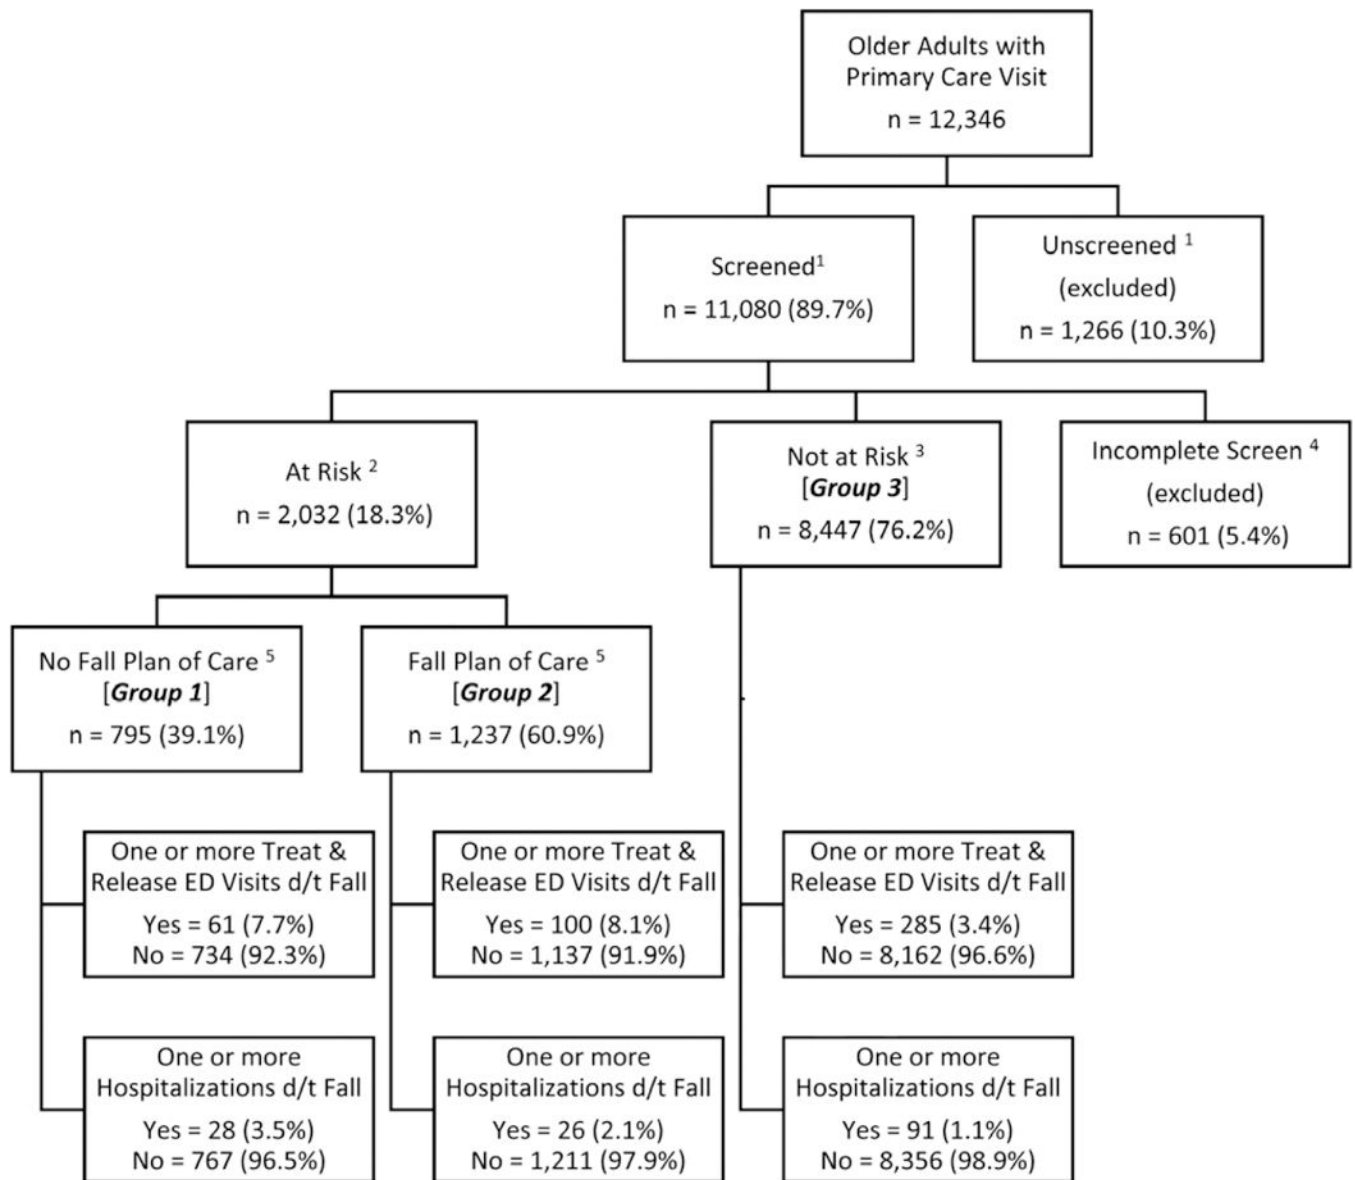 Older Adults with
Primary Care Visit
n = 12,346
Screened¹
n = 11,080 (89.7%)
Unscreened ¹
(excluded)
n = 1,266 (10.3%)
At Risk ²
n = 2,032 (18.3%)
Not at Risk ³
[Group 3]
n = 8,447 (76.2%)
Incomplete Screen ⁴
(excluded)
n = 601 (5.4%)
No Fall Plan of Care ⁵
[Group 1]
n = 795 (39.1%)
Fall Plan of Care ⁵
[Group 2]
n = 1,237 (60.9%)
One or more Treat &
Release ED Visits d/t Fall
Yes = 61 (7.7%)
No = 734 (92.3%)
One or more Treat &
Release ED Visits d/t Fall
Yes = 100 (8.1%)
No = 1,137 (91.9%)
One or more Treat &
Release ED Visits d/t Fall
Yes = 285 (3.4%)
No = 8,162 (96.6%)
One or more
Hospitalizations d/t Fall
Yes = 28 (3.5%)
No = 767 (96.5%)
One or more
Hospitalizations d/t Fall
Yes = 26 (2.1%)
No = 1,211 (97.9%)
One or more
Hospitalizations d/t Fall
Yes = 91 (1.1%)
No = 8,356 (98.9%)